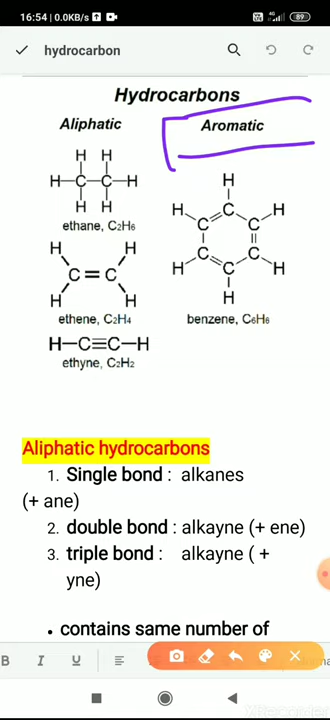 16:54 | 0.0KB/s
4G
89
hydrocarbon
Hydrocarbons
Aliphatic
Aromatic
H H
H-C-C-H
H H
ethane, C2H6
H H
C=C
H H
ethene, C2H4
H-C≡C-H
ethyne, C2H2
H
H C H
C C
C C
H C H
H
benzene, C6H6
Aliphatic hydrocarbons
1. Single bond : alkanes
(+ ane)
2. double bond : alkayne (+ ene)
3. triple bond : alkayne ( +
yne)
• contains same number of
B I U